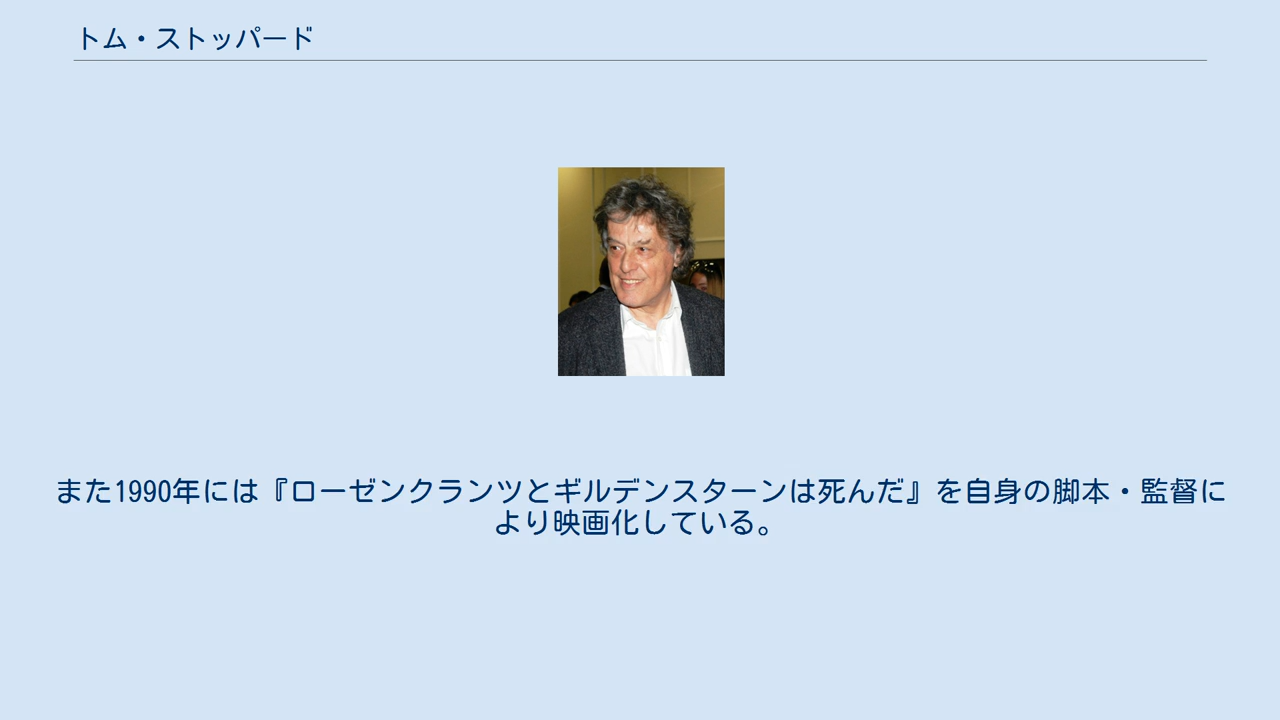 トム・ストッパード
また1990年には『ローゼンクランツとギルデンスターンは死んだ』を自身の脚本・監督に
より映画化している。